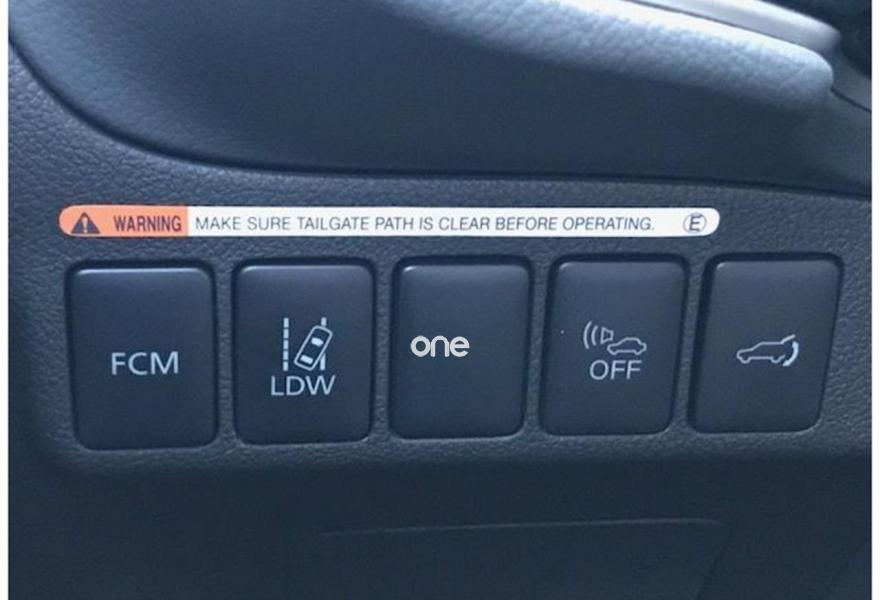 WARNING MAKE SURE TAILGATE PATH IS CLEAR BEFORE OPERATING. E
FCM
LDW
one
OFF